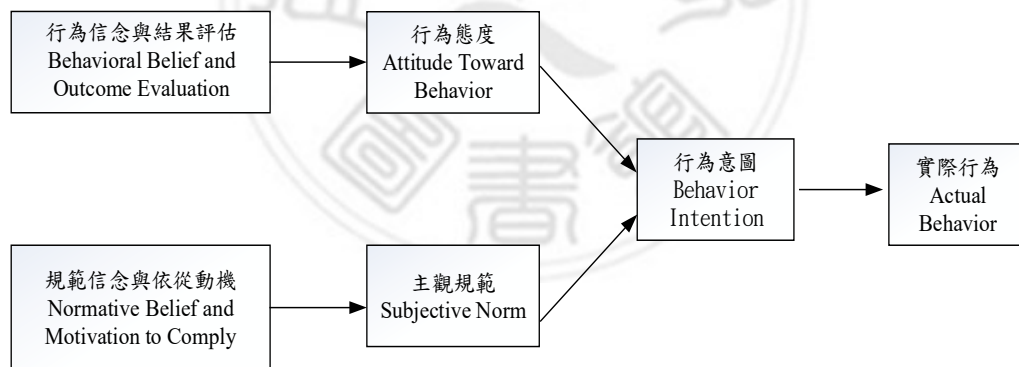 行為信念與結果評估
Behavioral Belief and
Outcome Evaluation
行為態度
Attitude Toward
Behavior
行為意圖
Behavior
Intention
實際行為
Actual
Behavior
規範信念與依從動機
Normative Belief and
Motivation to Comply
主觀規範
Subjective Norm
書